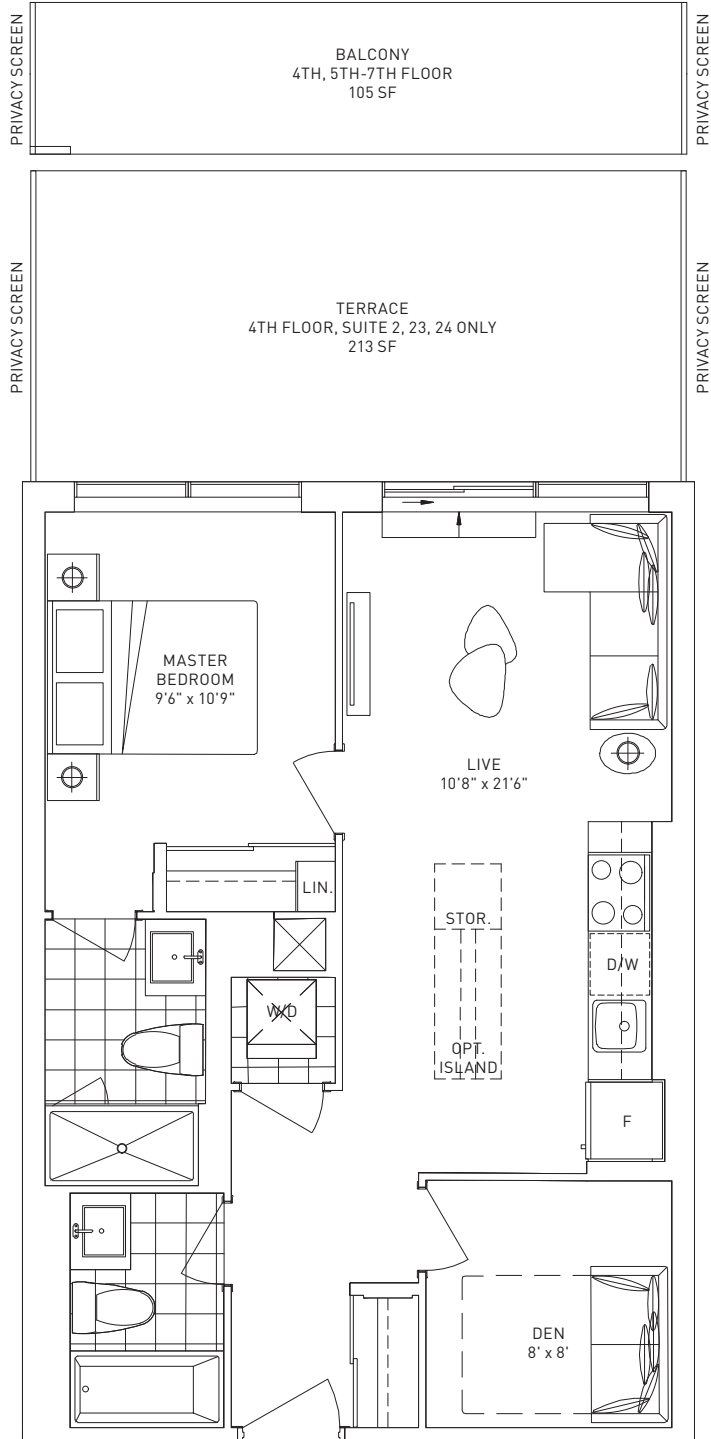 PRIVACY SCREEN
BALCONY
4TH, 5TH-7TH FLOOR
105 SF
PRIVACY SCREEN
PRIVACY SCREEN
TERRACE
4TH FLOOR, SUITE 2, 23, 24 ONLY
213 SF
PRIVACY SCREEN
MASTER
BEDROOM
9'6" x 10'9"
LIVE
10'8" x 21'6"
LIN.
STOR.
D/W
W/D
OPT.
ISLAND
F
DEN
8' x 8'